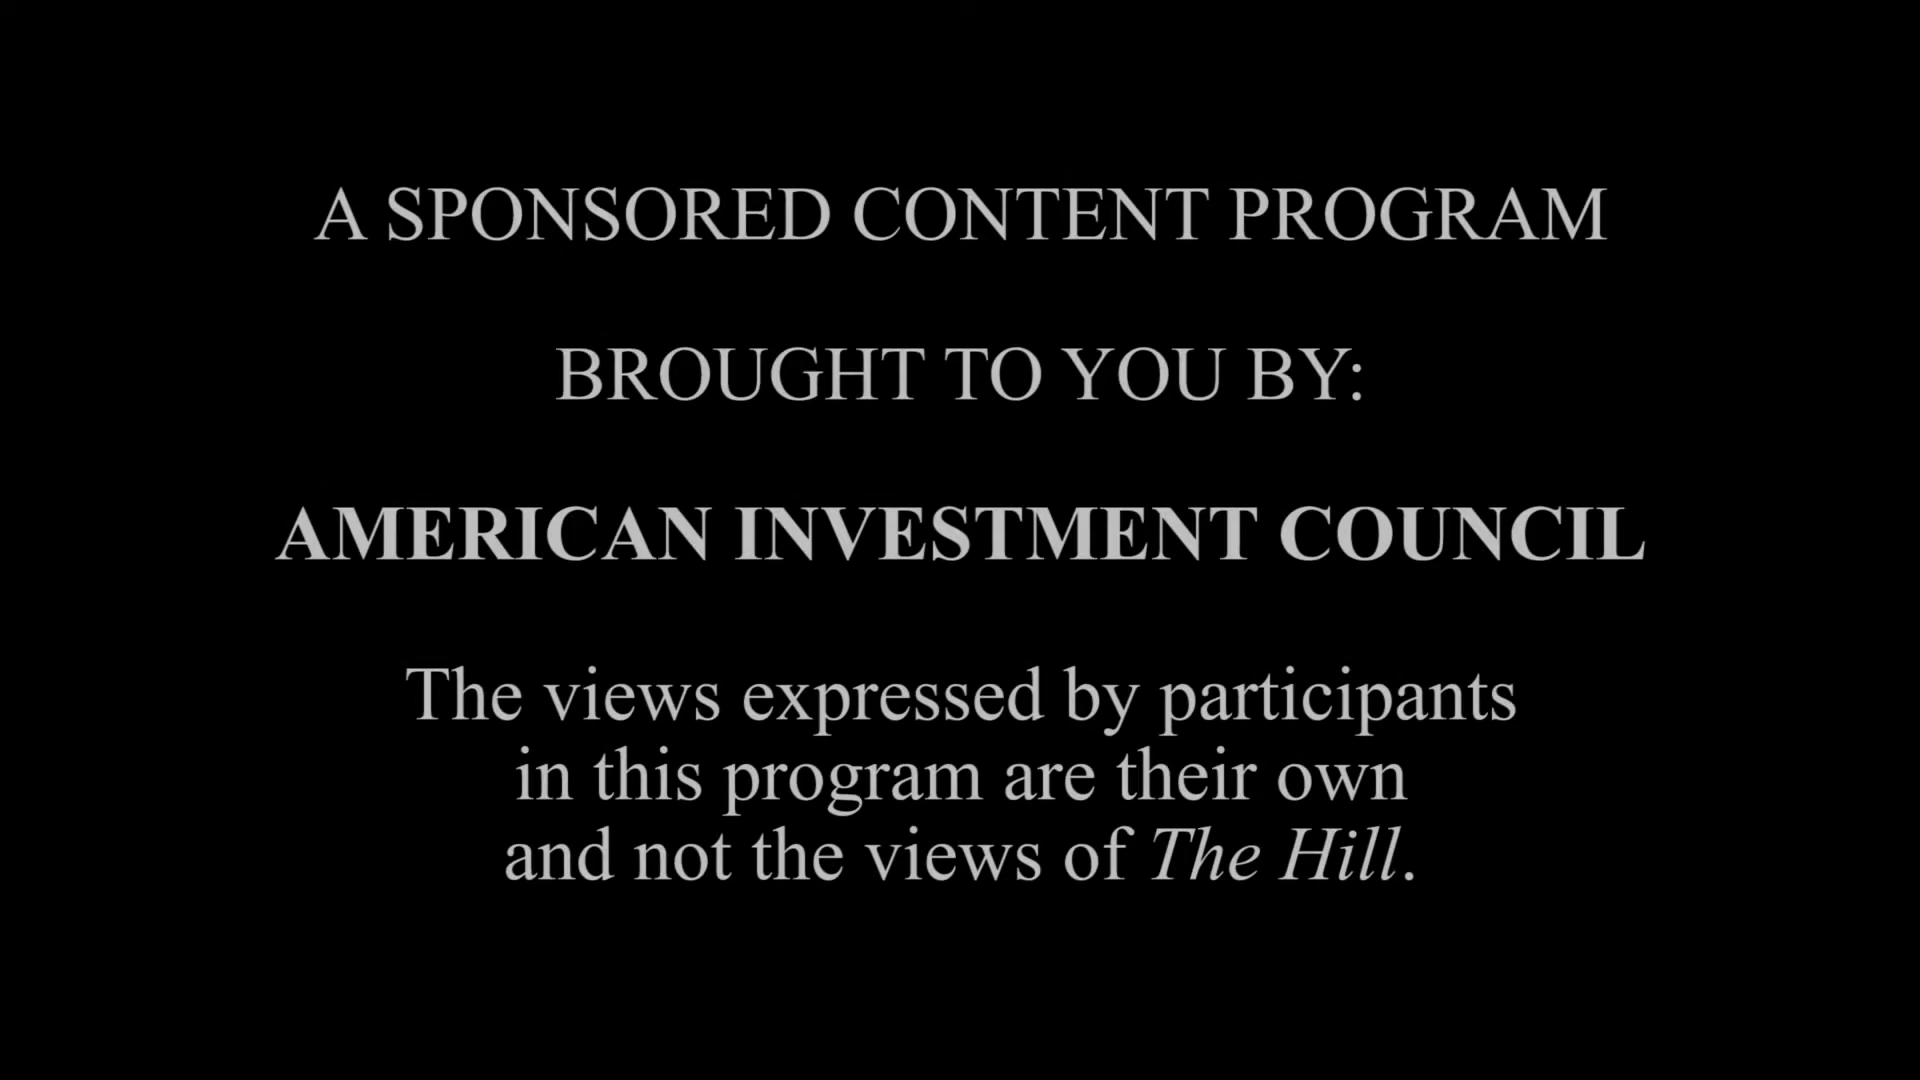 A SPONSORED CONTENT PROGRAM
BROUGHT TO YOU BY:
AMERICAN INVESTMENT COUNCIL
The views expressed by participants
in this program are their own
and not the views of The Hill.